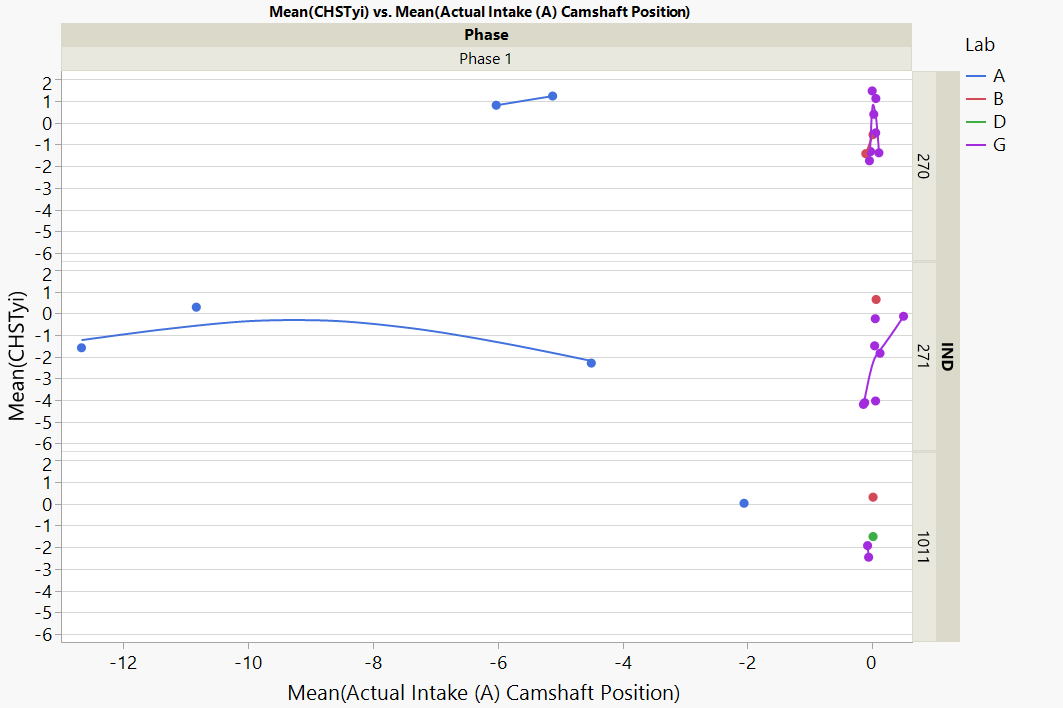 Mean(CHSTyi) vs. Mean(Actual Intake (A) Camshaft Position)
Phase
Phase 1
Lab
A
B
D
G
Mean(CHSTyi)
2
1
0
-1
-2
-3
-4
-5
-6
270
2
1
0
-1
-2
-3
-4
-5
-6
271
IND
2
1
0
-1
-2
-3
-4
-5
-6
1011
-12 -10 -8 -6 -4 -2 0
Mean(Actual Intake (A) Camshaft Position)